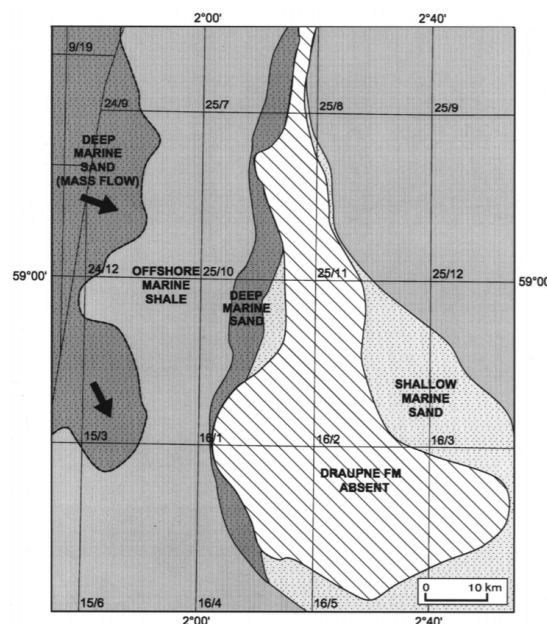 2°00'
2°40'
9/19
24/9
25/7
25/8
25/9
DEEP
MARINE
SAND
(MASS FLOW)
59°00'
24/12
OFFSHORE
MARINE
SHALE
25/10
25/11
25/12
59°00'
DEEP
MARINE
SAND
SHALLOW
MARINE
SAND
15/3
16/1
16/2
16/3
DRAUPNE FM
ABSENT
0 10 km
15/6
16/4
16/5
2°00'
2°40'